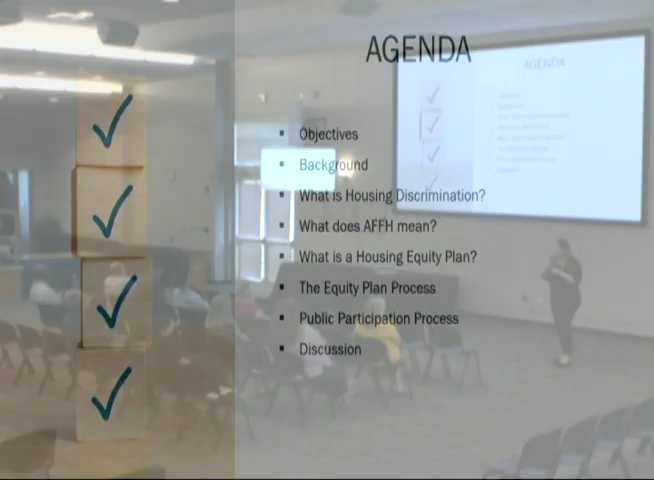 AGENDA
Objectives
Background
What is Housing Discrimination?
What does AFFH mean?
What is a Housing Equity Plan?
The Equity Plan Process
Public Participation Process
Discussion
AGENDA